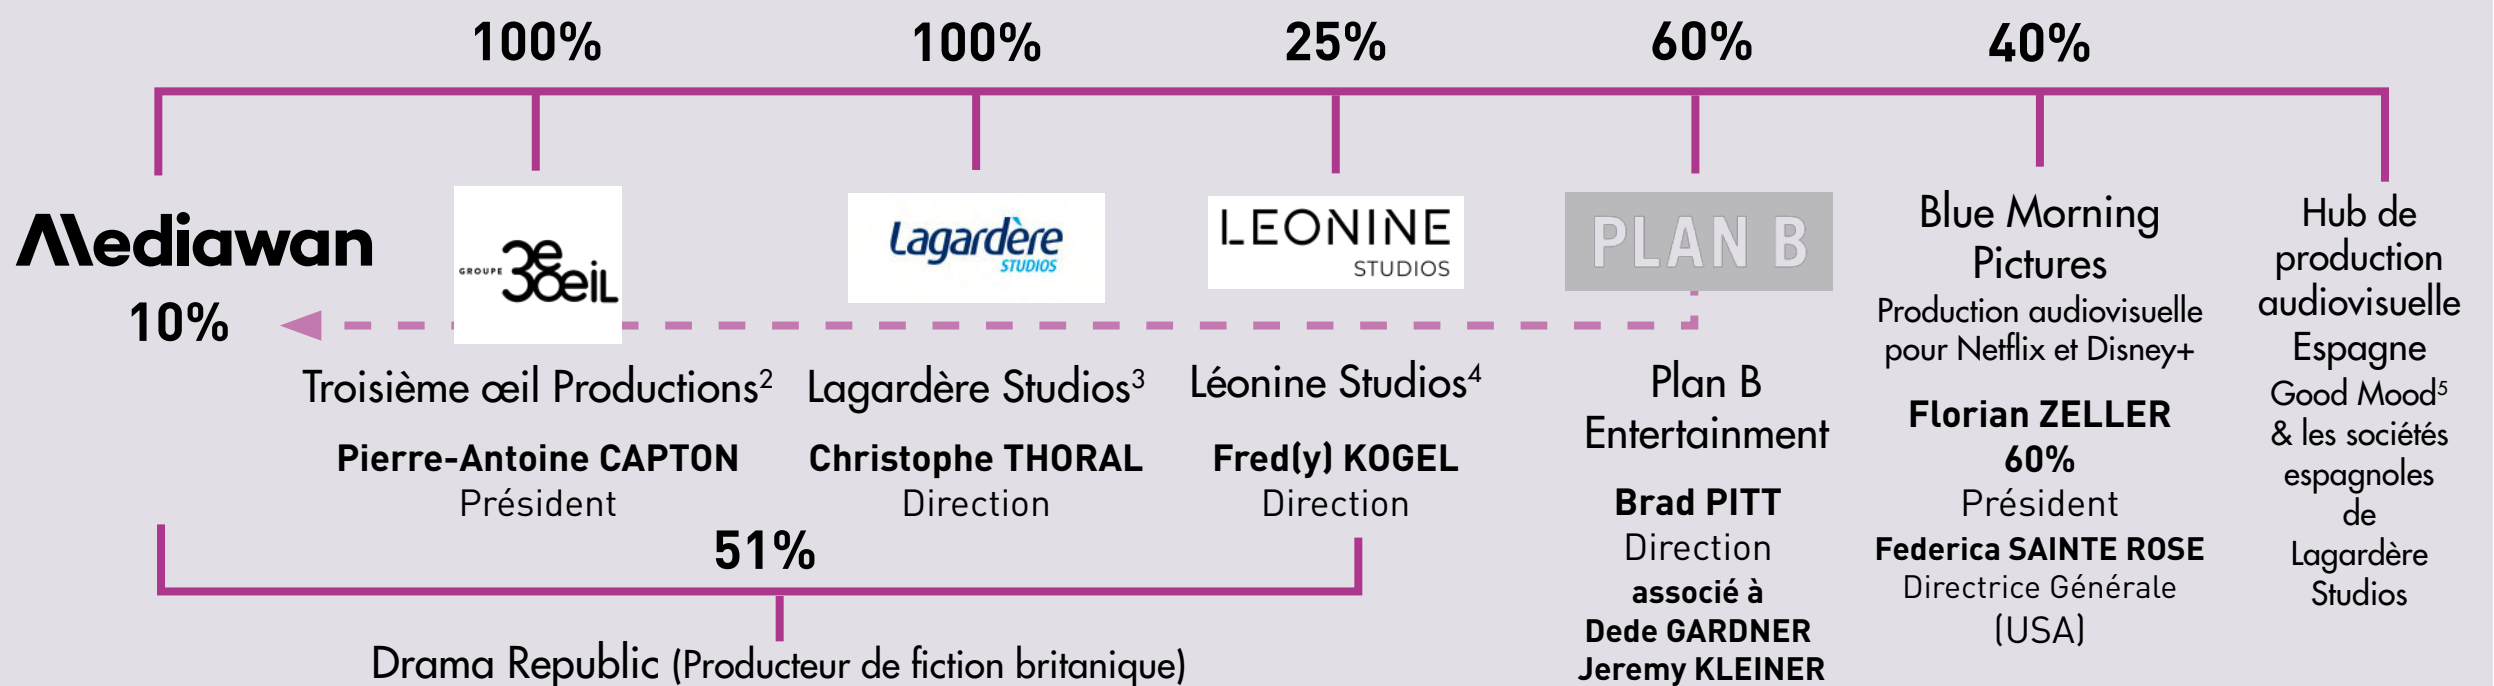 100%
100%
25%
60%
40%
Mediawan
10%
GROUPE
3e
œil
Lagardère
STUDIOS
LEONINE
STUDIOS
PLAN B
Troisième œil Productions²
Pierre-Antoine CAPTON
Président
Lagardère Studios³
Christophe THORAL
Direction
Léonine Studios⁴
Fred(y) KOGEL
Direction
Plan B
Entertainment
Brad PITT
Direction
associé à
Dede GARDNER
Jeremy KLEINER
Blue Morning
Pictures
Production audiovisuelle
pour Netflix et Disney+
Florian ZELLER
60%
Président
Federica SAINTE ROSE
Directrice Générale
(USA)
Hub de
production
audiovisuelle
Espagne
Good Mood⁵
& les sociétés
espagnoles
de
Lagardère
Studios
51%
Drama Republic (Producteur de fiction britanique)